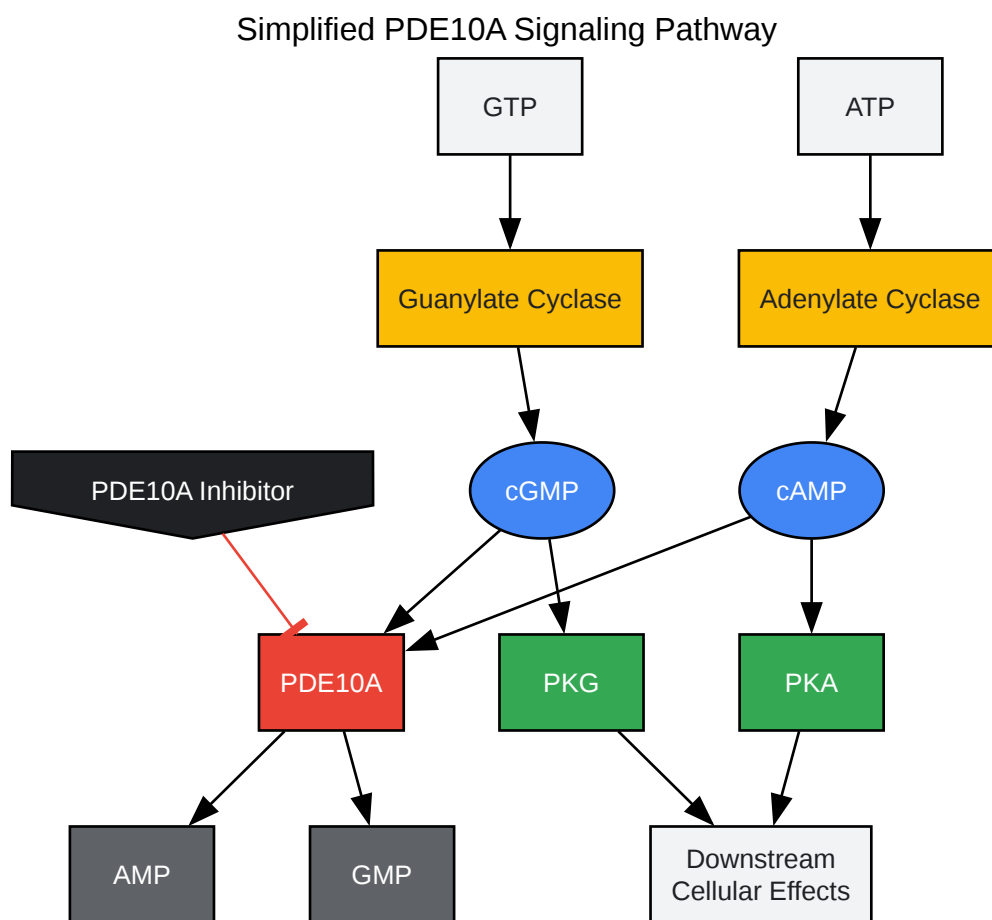 Simplified PDE10A Signaling Pathway
GTP
ATP
Guanylate Cyclase
Adenylate Cyclase
PDE10A Inhibitor
cGMP
cAMP
PDE10A
PKG
PKA
AMP
GMP
Downstream
Cellular Effects